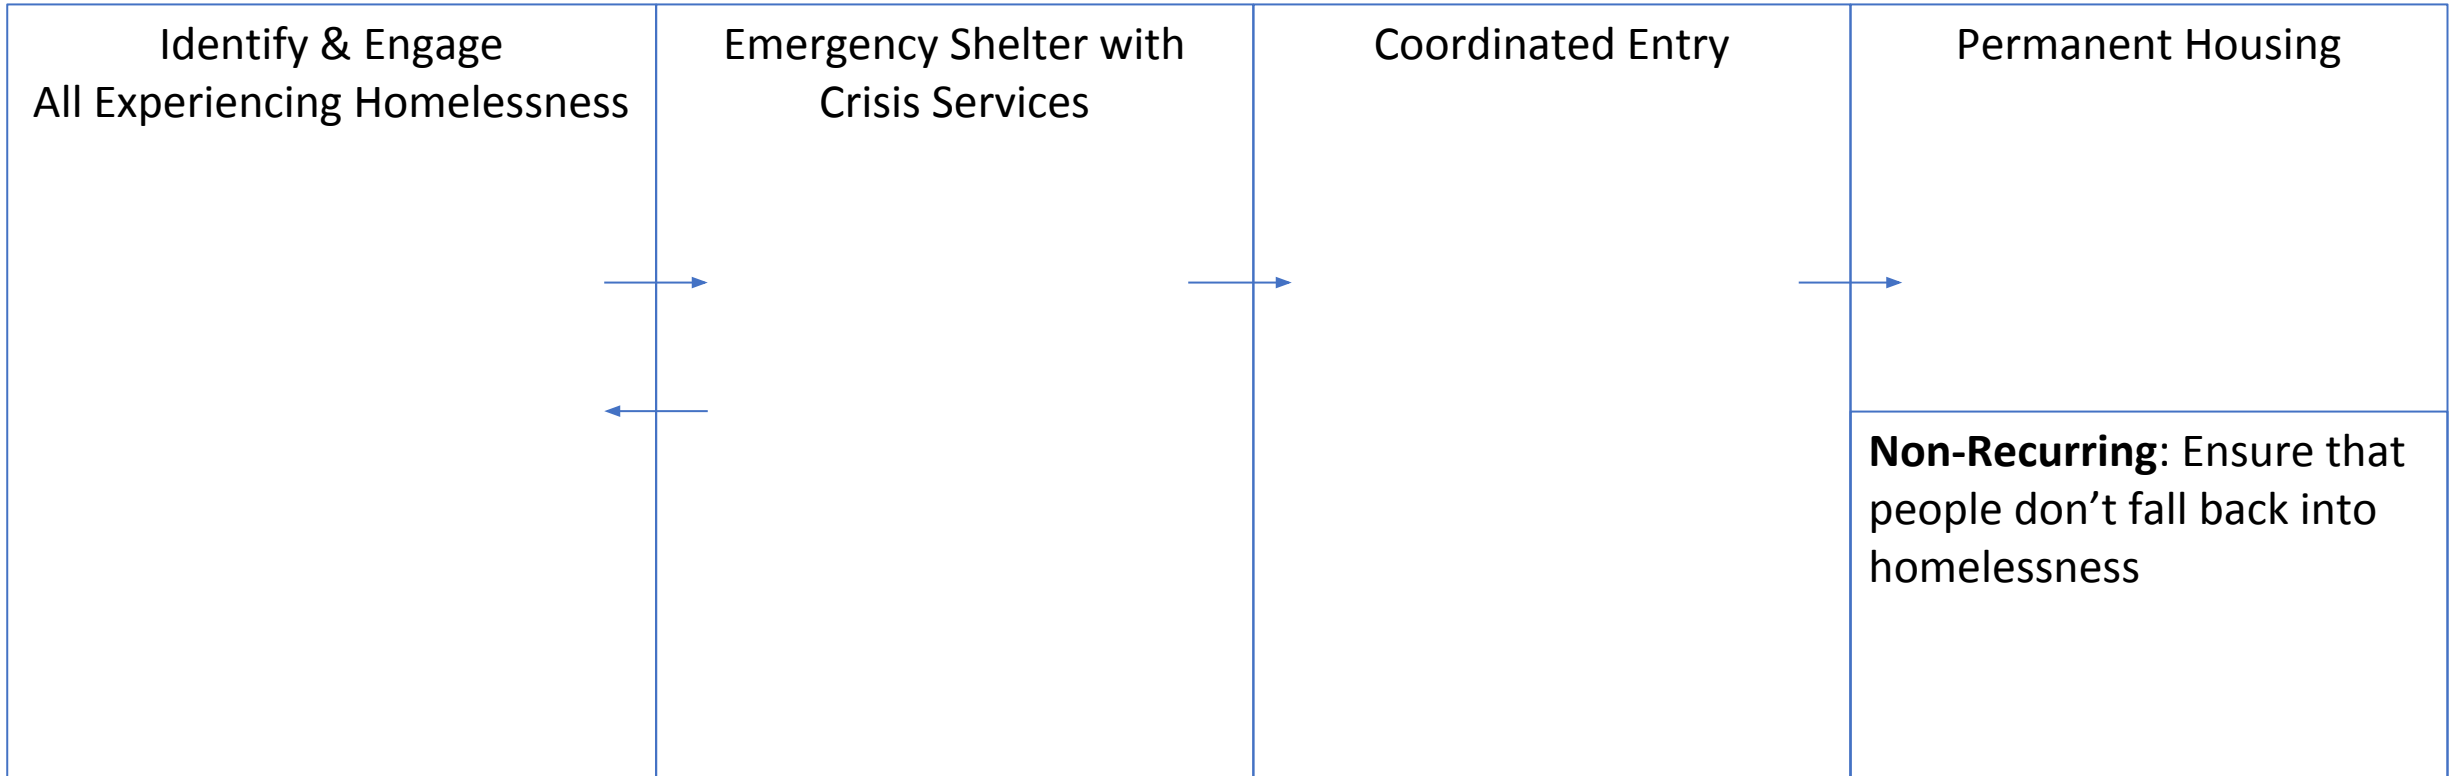 Identify & Engage
All Experiencing Homelessness
Emergency Shelter with
Crisis Services
Coordinated Entry
Permanent Housing
Non-Recurring: Ensure that
people don’t fall back into
homelessness